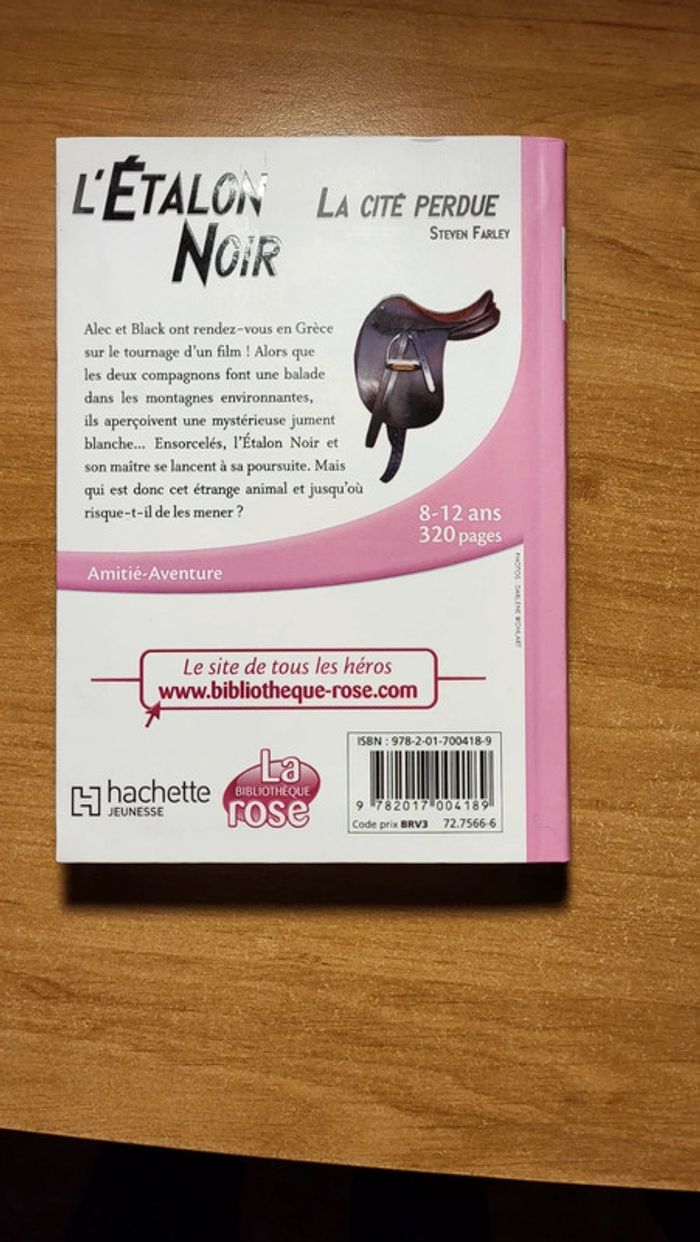 L'ÉTALON
NOIR
LA CITÉ PERDUE
STEVEN FARLEY
Alec et Black ont rendez-vous en Grèce
sur le tournage d'un film ! Alors que
les deux compagnons font une balade
dans les montagnes environnantes,
ils aperçoivent une mystérieuse jument
blanche... Ensorcelés, l'Étalon Noir et
son maître se lancent à sa poursuite. Mais
qui est donc cet étrange animal et jusqu'où
risque-t-il de les mener ?
8-12 ans
320 pages
Amitié-Aventure
PHOTOS : DARLENE WOHLART
Le site de tous les héros
www.bibliotheque-rose.com
hachette
JEUNESSE
La
BIBLIOTHÈQUE
rose
ISBN : 978-2-01-700418-9
9 782017 004189
Code prix BRV3 72.7566-6